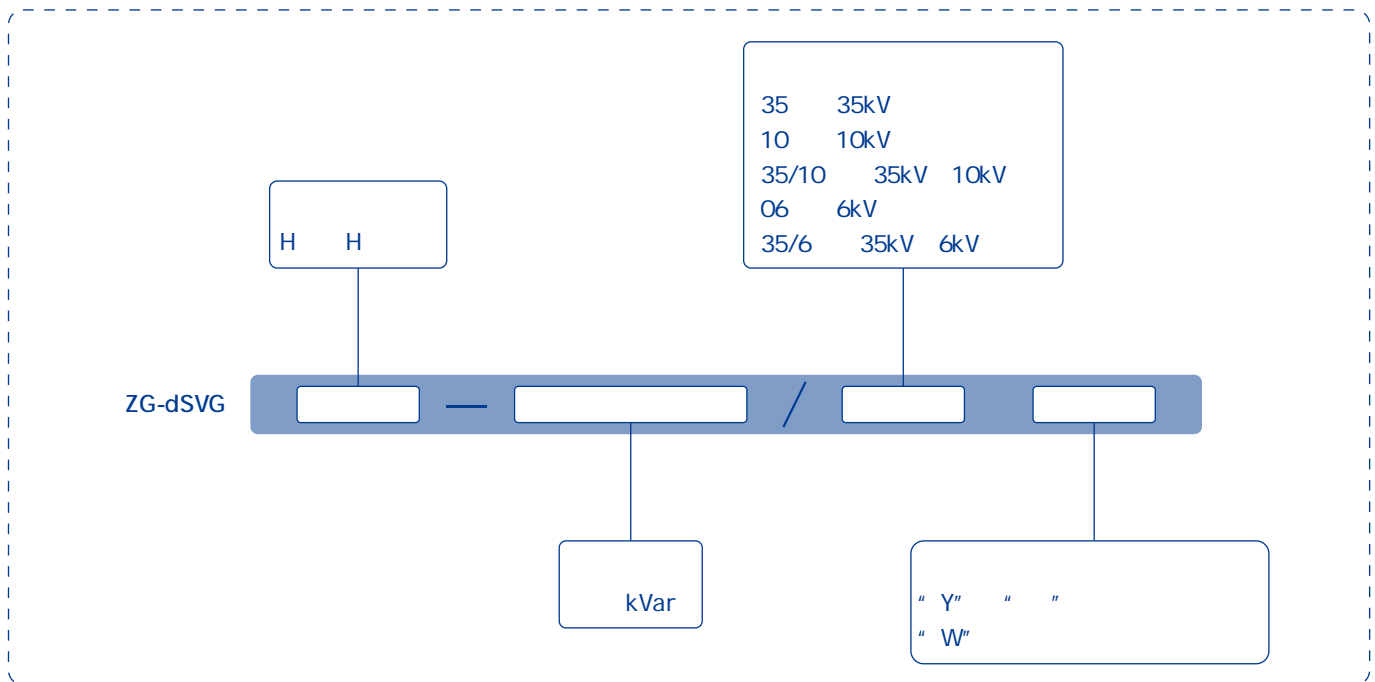 35 35kV
10 10kV
35/10 35kV 10kV
06 6kV
35/6 35kV 6kV
H H
ZG-dSVG — /
kVar
“ Y” “ ”
“ W”